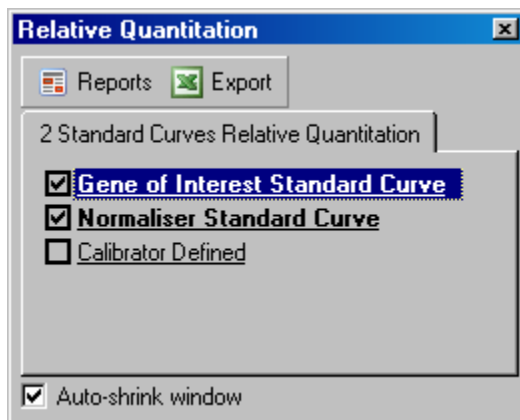 Relative Quantitation
Reports Export
2 Standard Curves Relative Quantitation
Gene of Interest Standard Curve
Normaliser Standard Curve
Calibrator Defined
Auto-shrink window